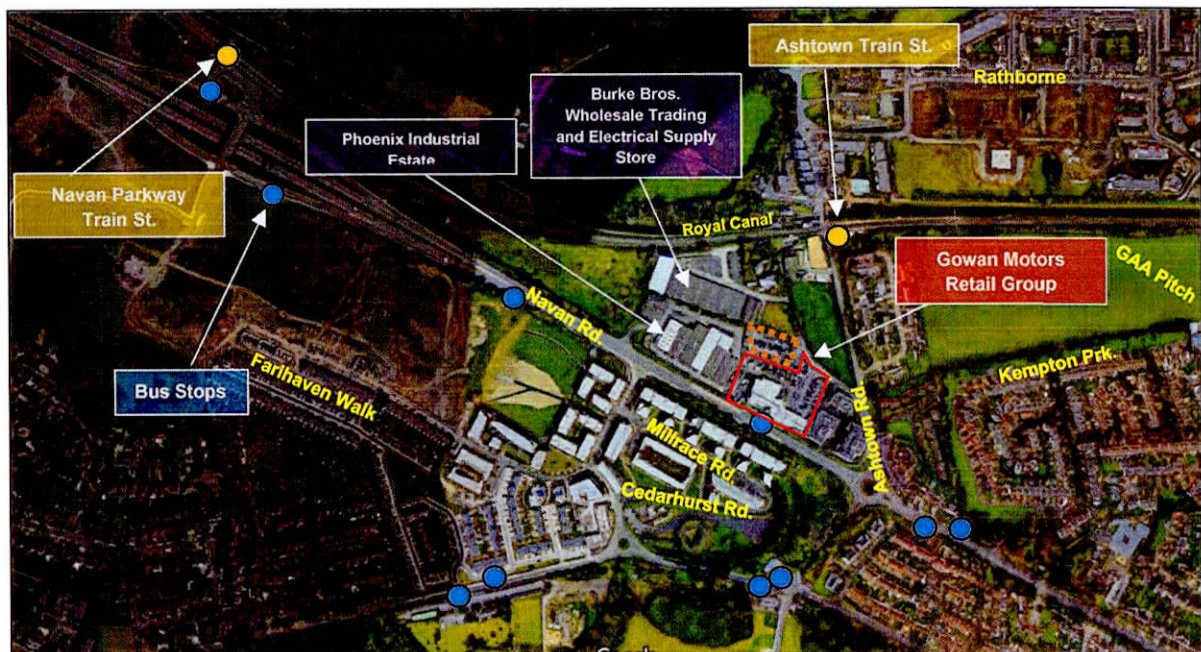 Ashtown Train St.
Rathborne
Burke Bros.
Wholesale Trading
and Electrical Supply
Store
Phoenix Industrial
Estate
Navan Parkway
Train St.
Royal Canal
Gowan Motors
Retail Group
GAA Pitch
Navan Rd.
Farihaven Walk
Bus Stops
Kempton Prk.
Ashtown Rd.
Millrace Rd.
Cedarhurst Rd.